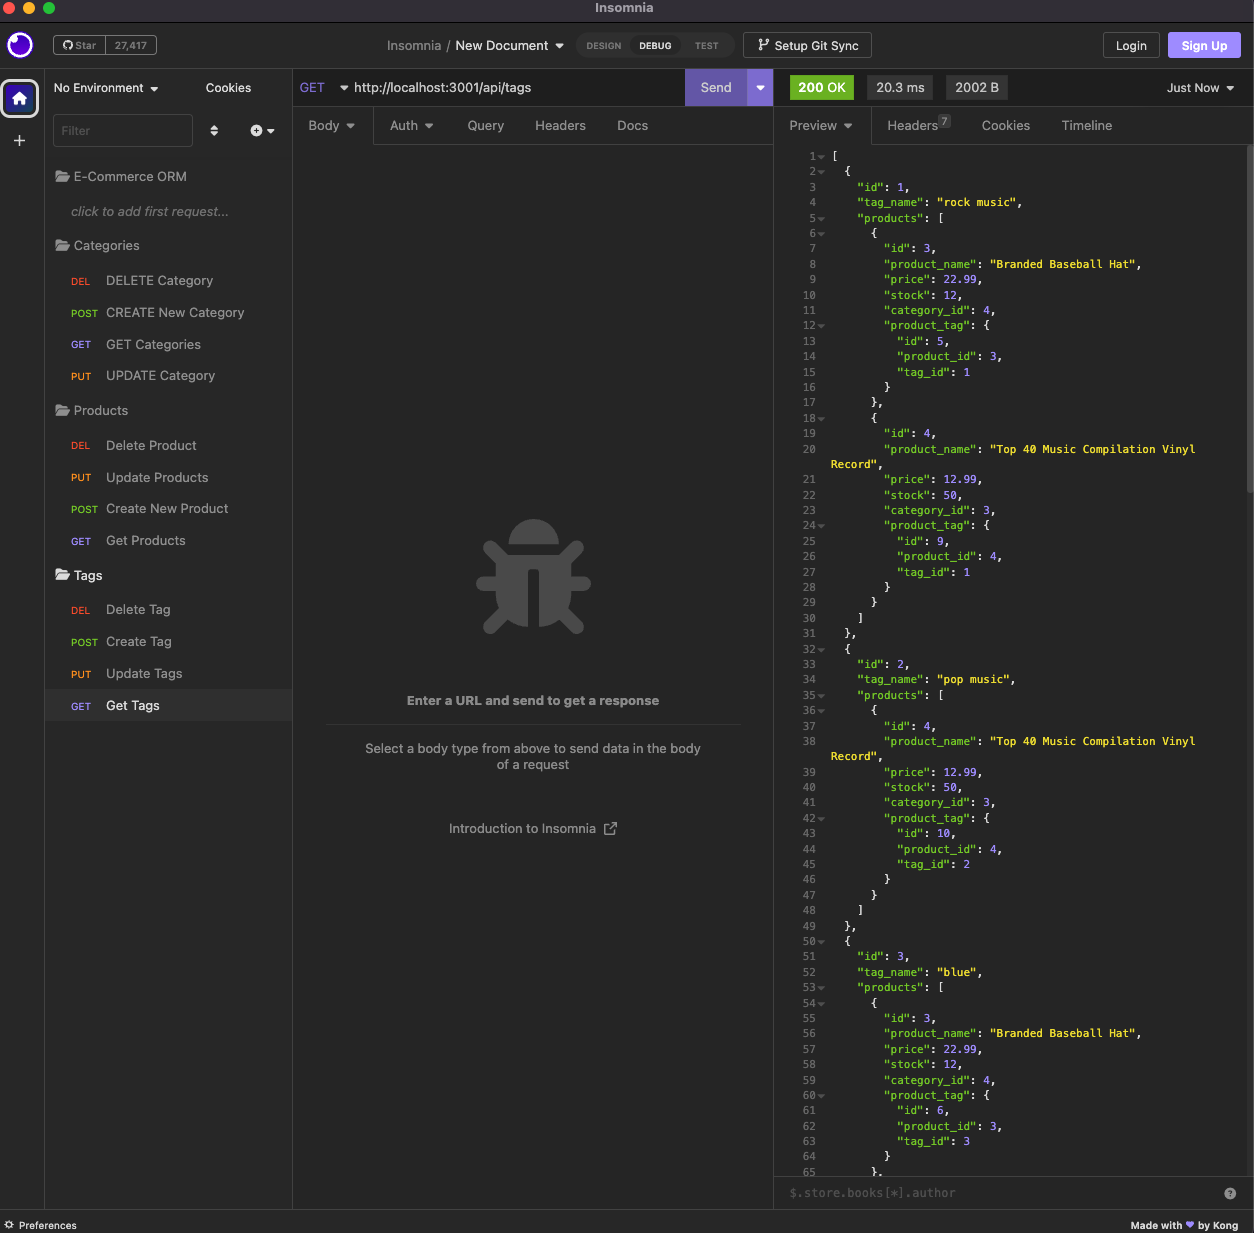 Insomnia
Star 27,417
Insomnia / New Document
DESIGN DEBUG TEST
Setup Git Sync
Login
Sign Up
No Environment
Cookies
Filter
E-Commerce ORM
click to add first request...
Categories
DEL DELETE Category
POST CREATE New Category
GET GET Categories
PUT UPDATE Category
Products
DEL Delete Product
PUT Update Products
POST Create New Product
GET Get Products
Tags
DEL Delete Tag
POST Create Tag
PUT Update Tags
GET Get Tags
GET http://localhost:3001/api/tags
Send
Body Auth Query Headers Docs
Enter a URL and send to get a response
Select a body type from above to send data in the body
of a request
Introduction to Insomnia
200 OK 20.3 ms 2002 B
Just Now
Preview Headers 7 Cookies Timeline
1 [
2 {
3 "id": 1,
4 "tag_name": "rock music",
5 "products": [
6 {
7 "id": 3,
8 "product_name": "Branded Baseball Hat",
9 "price": 22.99,
10 "stock": 12,
11 "category_id": 4,
12 "product_tag": {
13 "id": 5,
14 "product_id": 3,
15 "tag_id": 1
16 }
17 },
18 {
19 "id": 4,
20 "product_name": "Top 40 Music Compilation Vinyl
Record",
21 "price": 12.99,
22 "stock": 50,
23 "category_id": 3,
24 "product_tag": {
25 "id": 9,
26 "product_id": 4,
27 "tag_id": 1
28 }
29 }
30 ]
31 },
32 {
33 "id": 2,
34 "tag_name": "pop music",
35 "products": [
36 {
37 "id": 4,
38 "product_name": "Top 40 Music Compilation Vinyl
Record",
39 "price": 12.99,
40 "stock": 50,
41 "category_id": 3,
42 "product_tag": {
43 "id": 10,
44 "product_id": 4,
45 "tag_id": 2
46 }
47 }
48 ]
49 },
50 {
51 "id": 3,
52 "tag_name": "blue",
53 "products": [
54 {
55 "id": 3,
56 "product_name": "Branded Baseball Hat",
57 "price": 22.99,
58 "stock": 12,
59 "category_id": 4,
60 "product_tag": {
61 "id": 6,
62 "product_id": 3,
63 "tag_id": 3
64 }
65 },
$.store.books[*].author
Preferences
Made with by Kong